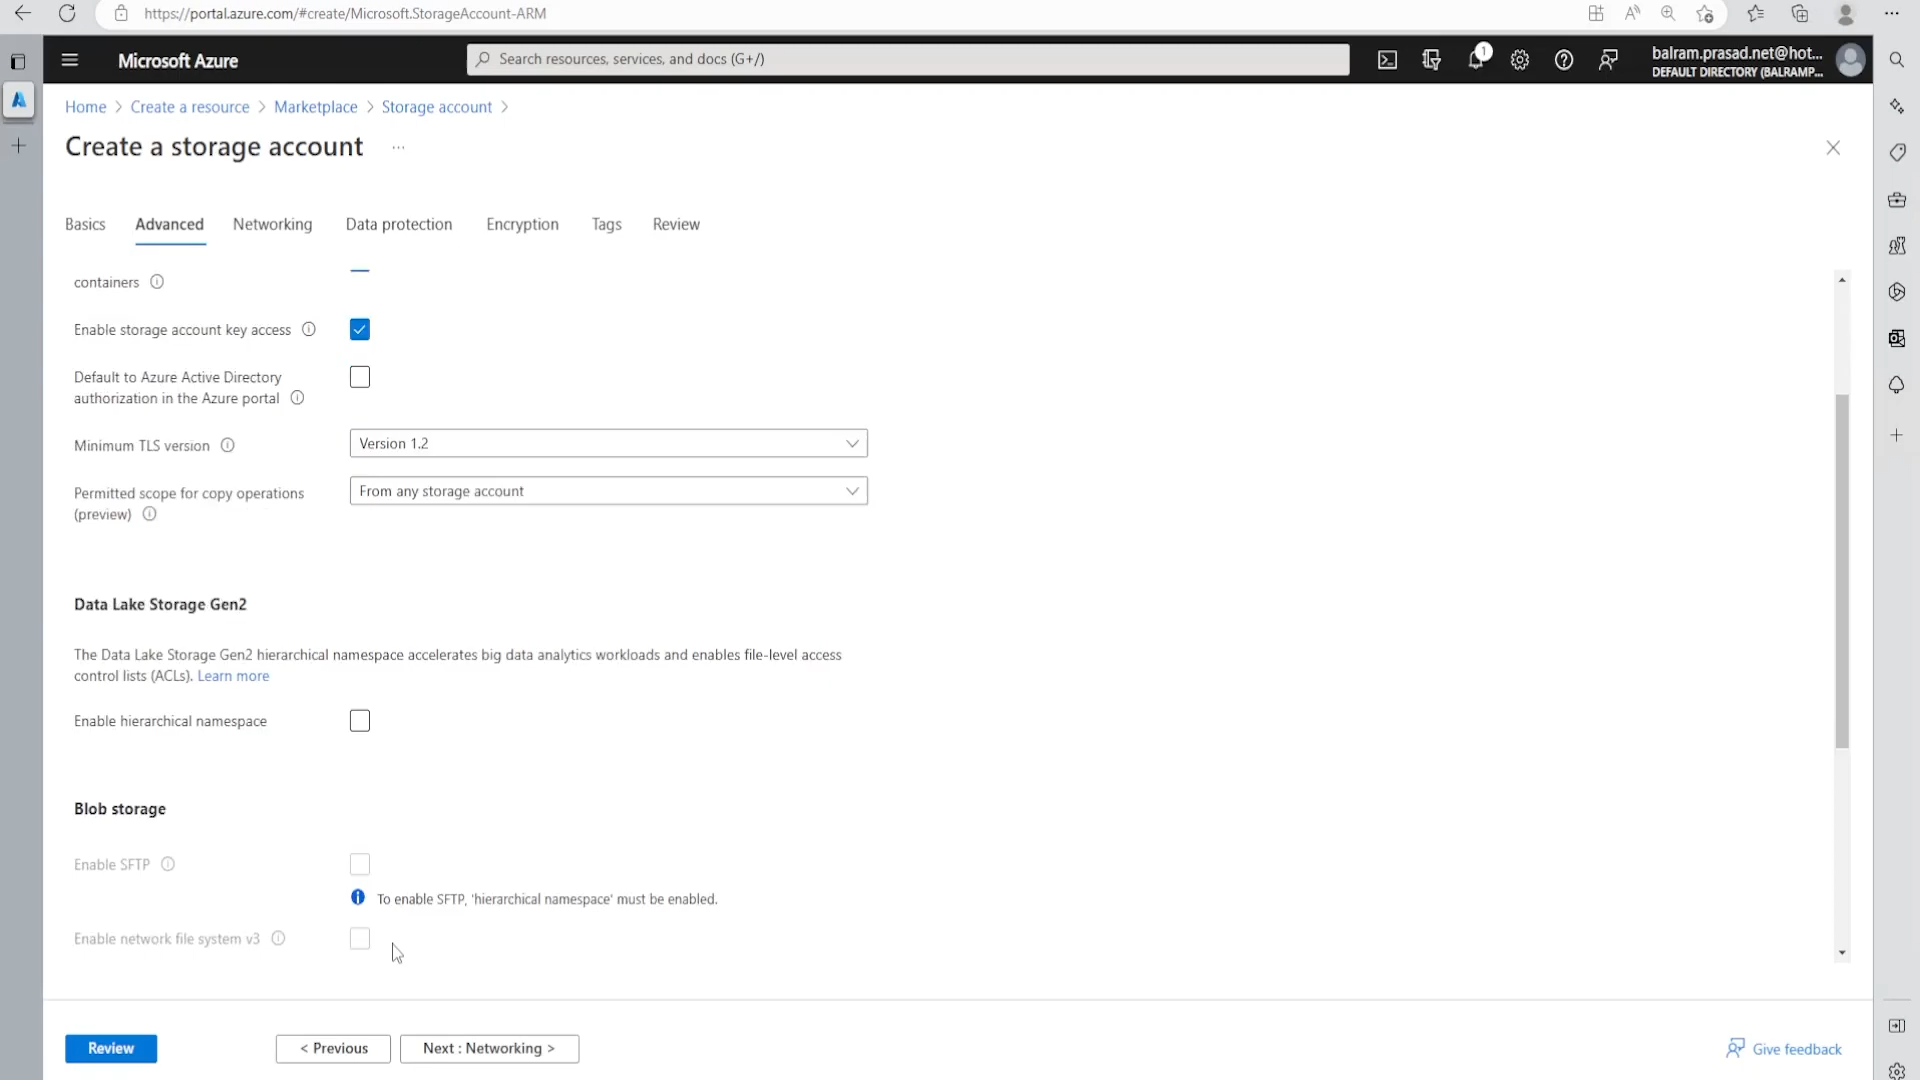 https://portal.azure.com/#create/Microsoft.StorageAccount-ARM
Microsoft Azure
Search resources, services, and docs (G+/)
1
balram.prasad.net@hot...
DEFAULT DIRECTORY (BALRAMP...
Home > Create a resource > Marketplace > Storage account >
Create a storage account ...
Basics Advanced Networking Data protection Encryption Tags Review
containers
Enable storage account key access
Default to Azure Active Directory
authorization in the Azure portal
Minimum TLS version
Version 1.2
Permitted scope for copy operations
(preview)
From any storage account
Data Lake Storage Gen2
The Data Lake Storage Gen2 hierarchical namespace accelerates big data analytics workloads and enables file-level access
control lists (ACLs). Learn more
Enable hierarchical namespace
Blob storage
Enable SFTP
To enable SFTP, 'hierarchical namespace' must be enabled.
Enable network file system v3
Review
< Previous
Next : Networking >
Give feedback